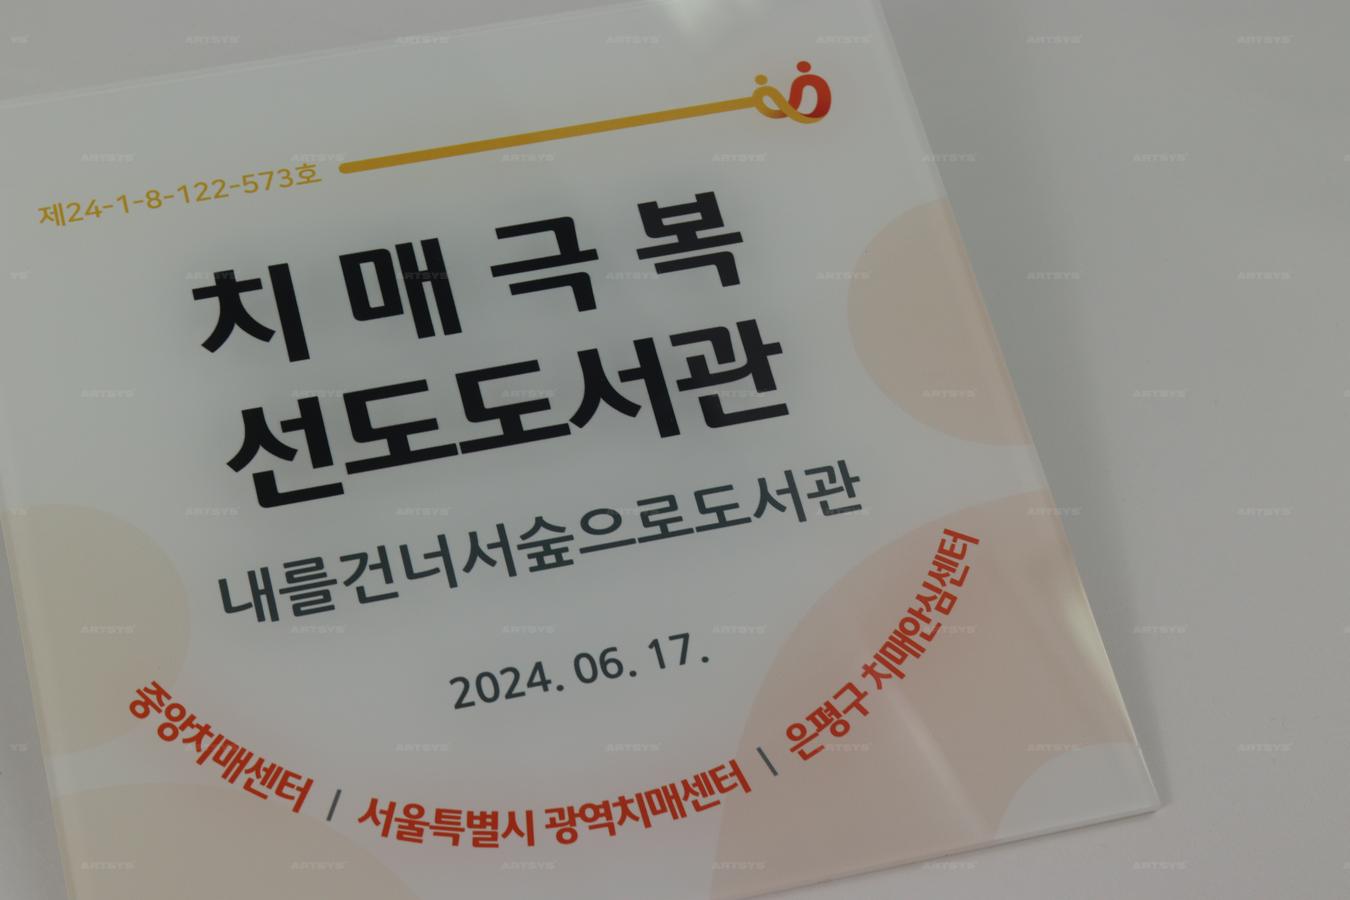 제24-1-8-122-573호
치매극복
선도도서관
내를건너서숲으로도서관
2024. 06. 17.
중앙치매센터 | 서울특별시 광역치매센터 | 은평구 치매안심센터
ARTSYS